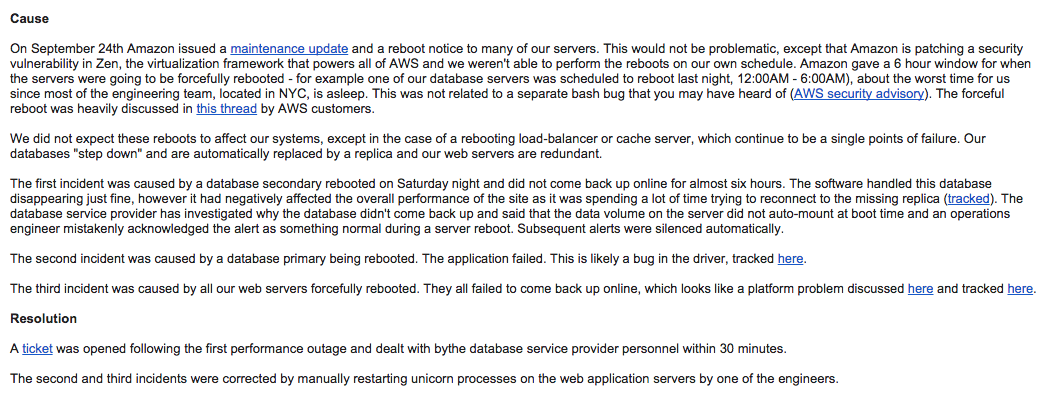 Cause
On September 24th Amazon issued a maintenance update and a reboot notice to many of our servers. This would not be problematic, except that Amazon is patching a security
vulnerability in Zen, the virtualization framework that powers all of AWS and we weren't able to perform the reboots on our own schedule. Amazon gave a 6 hour window for when
the servers were going to be forcefully rebooted - for example one of our database servers was scheduled to reboot last night, 12:00AM - 6:00AM), about the worst time for us
since most of the engineering team, located in NYC, is asleep. This was not related to a separate bash bug that you may have heard of (AWS security advisory). The forceful
reboot was heavily discussed in this thread by AWS customers.
We did not expect these reboots to affect our systems, except in the case of a rebooting load-balancer or cache server, which continue to be a single points of failure. Our
databases "step down" and are automatically replaced by a replica and our web servers are redundant.
The first incident was caused by a database secondary rebooted on Saturday night and did not come back up online for almost six hours. The software handled this database
disappearing just fine, however it had negatively affected the overall performance of the site as it was spending a lot of time trying to reconnect to the missing replica (tracked). The
database service provider has investigated why the database didn't come back up and said that the data volume on the server did not auto-mount at boot time and an operations
engineer mistakenly acknowledged the alert as something normal during a server reboot. Subsequent alerts were silenced automatically.
The second incident was caused by a database primary being rebooted. The application failed. This is likely a bug in the driver, tracked here.
The third incident was caused by all our web servers forcefully rebooted. They all failed to come back up online, which looks like a platform problem discussed here and tracked here.
Resolution
A ticket was opened following the first performance outage and dealt with bythe database service provider personnel within 30 minutes.
The second and third incidents were corrected by manually restarting unicorn processes on the web application servers by one of the engineers.